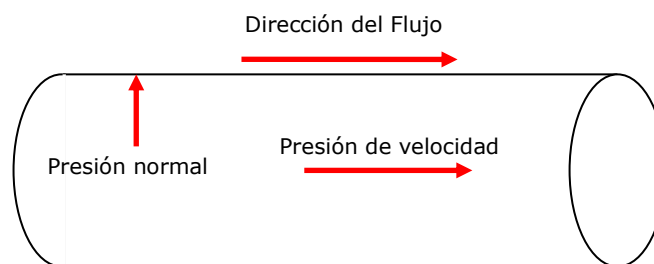 Dirección del Flujo
Presión de velocidad
Presión normal